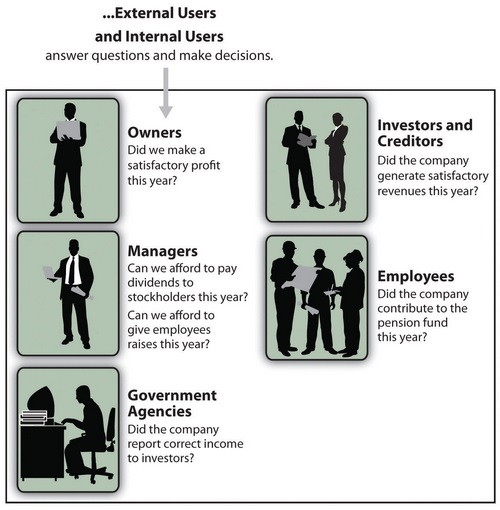 ...External Users
and Internal Users
answer questions and make decisions.
Owners
Did we make a
satisfactory profit
this year?
Investors and
Creditors
Did the company
generate satisfactory
revenues this year?
Managers
Can we afford to pay
dividends to
stockholders this year?
Can we afford to
give employees
raises this year?
Employees
Did the company
contribute to the
pension fund
this year?
Government
Agencies
Did the company
report correct income
to investors?